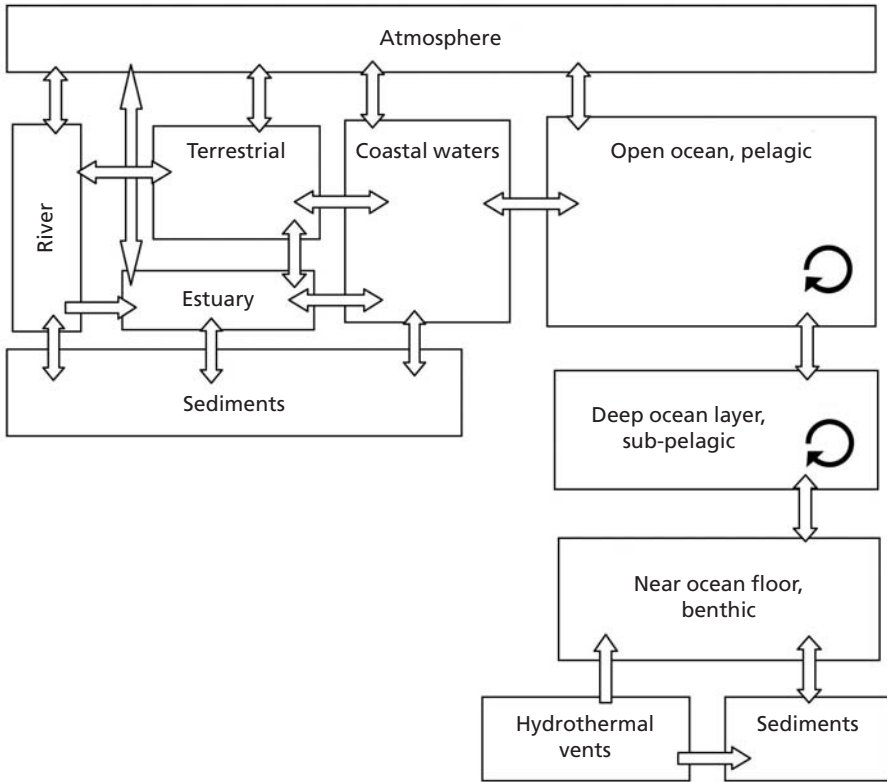 Atmosphere
Terrestrial
Coastal waters
Open ocean, pelagic
River
Estuary
Sediments
Deep ocean layer,
sub-pelagic
Near ocean floor,
benthic
Hydrothermal
vents
Sediments